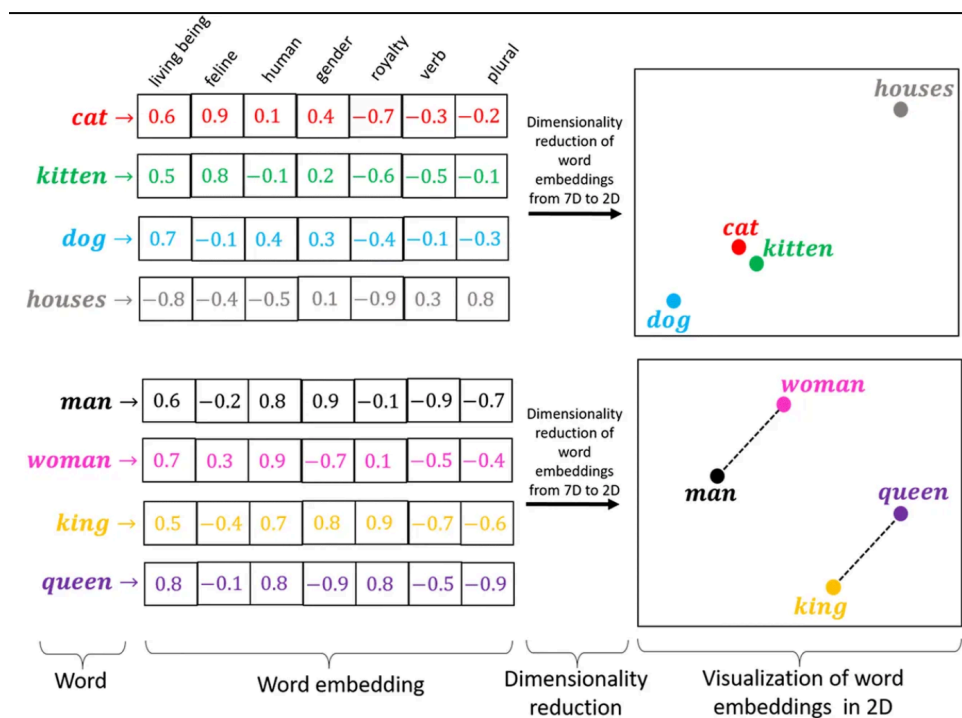 living being feline human gender royalty verb plural
cat → 0.6 0.9 0.1 0.4 −0.7 −0.3 −0.2
kitten → 0.5 0.8 −0.1 0.2 −0.6 −0.5 −0.1
dog → 0.7 −0.1 0.4 0.3 −0.4 −0.1 −0.3
houses → −0.8 −0.4 −0.5 0.1 −0.9 0.3 0.8
Dimensionality
reduction of
word
embeddings
from 7D to 2D
houses
cat
kitten
dog
man → 0.6 −0.2 0.8 0.9 −0.1 −0.9 −0.7
woman → 0.7 0.3 0.9 −0.7 0.1 −0.5 −0.4
king → 0.5 −0.4 0.7 0.8 0.9 −0.7 −0.6
queen → 0.8 −0.1 0.8 −0.9 0.8 −0.5 −0.9
Dimensionality
reduction of
word
embeddings
from 7D to 2D
woman
man
queen
king
Word
Word embedding
Dimensionality
reduction
Visualization of word
embeddings in 2D